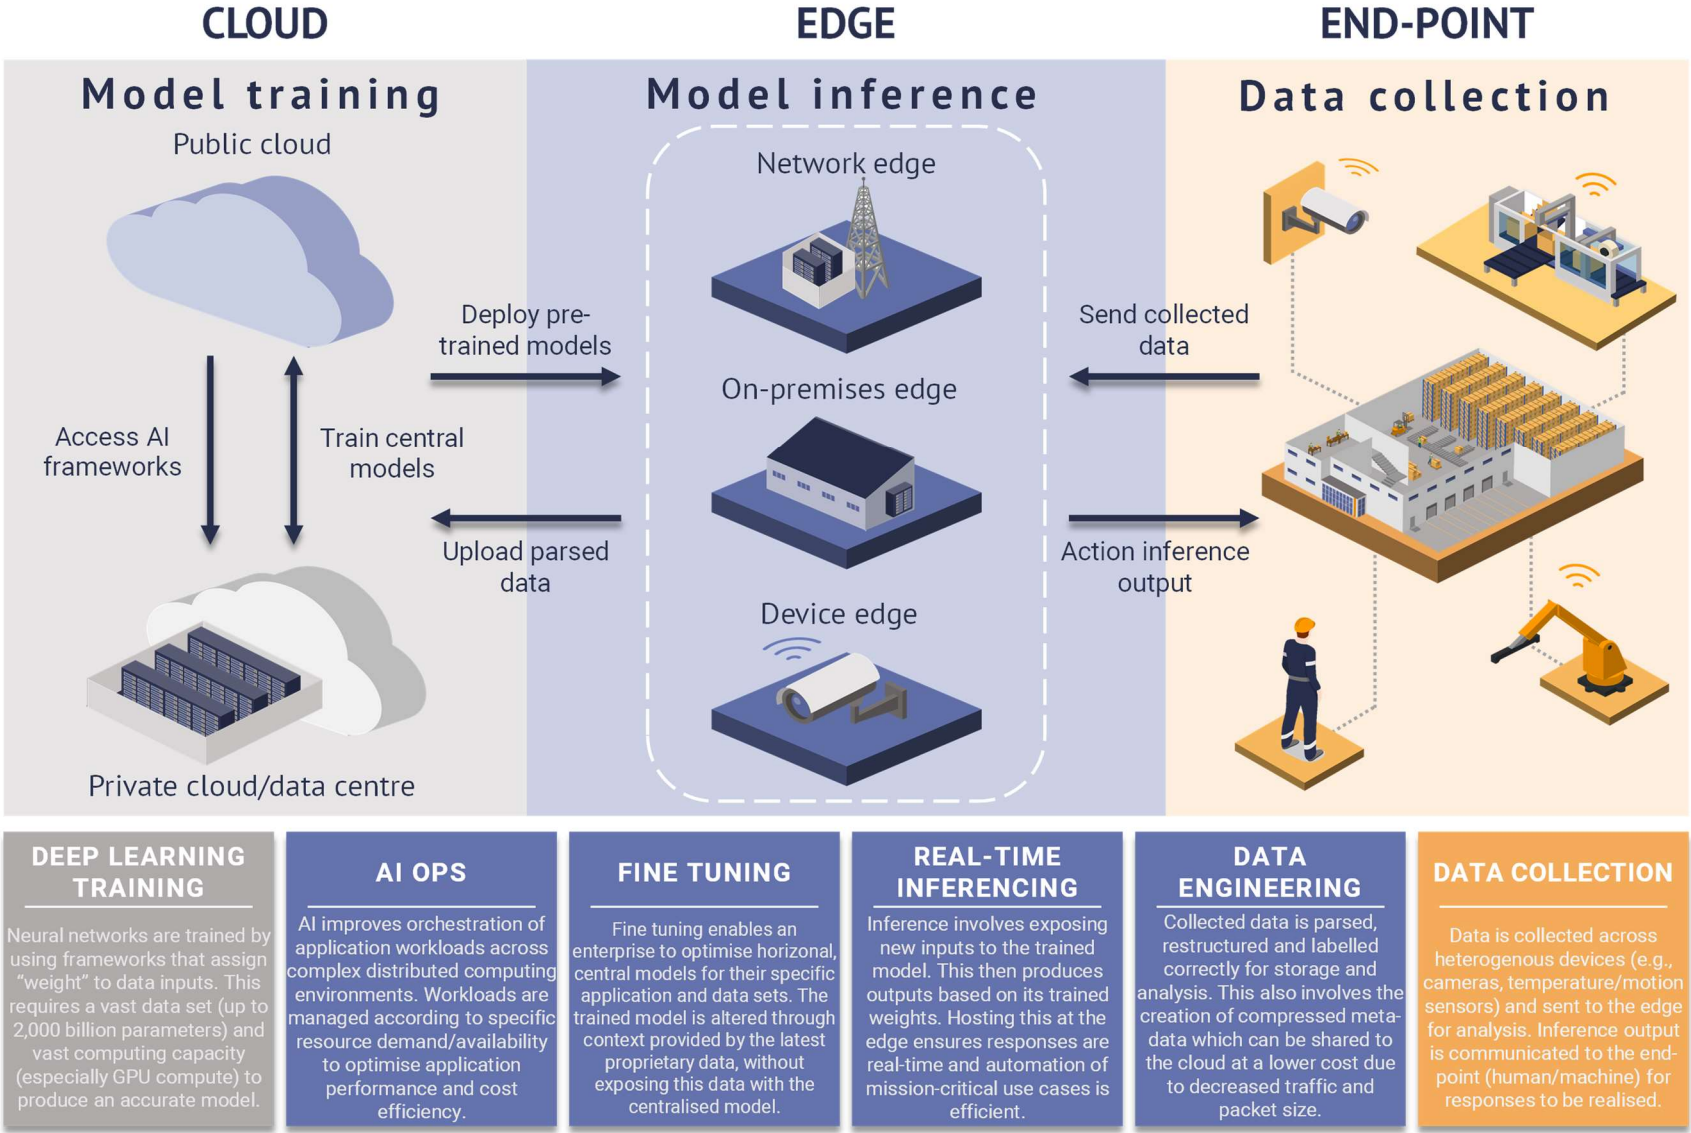 CLOUD
EDGE
END-POINT
Model training
Model inference
Data collection
Public cloud
Network edge
Deploy pre-
trained models
Send collected
data
On-premises edge
Access AI
frameworks
Train central
models
Upload parsed
data
Action inference
output
Device edge
Private cloud/data centre
DEEP LEARNING
TRAINING
Neural networks are trained by
using frameworks that assign
“weight” to data inputs. This
requires a vast data set (up to
2,000 billion parameters) and
vast computing capacity
(especially GPU compute) to
produce an accurate model.
AI OPS
AI improves orchestration of
application workloads across
complex distributed computing
environments. Workloads are
managed according to specific
resource demand/availability
to optimise application
performance and cost
efficiency.
FINE TUNING
Fine tuning enables an
enterprise to optimise horizonal,
central models for their specific
application and data sets. The
trained model is altered through
context provided by the latest
proprietary data, without
exposing this data with the
centralised model.
REAL-TIME
INFERENCING
Inference involves exposing
new inputs to the trained
model. This then produces
outputs based on its trained
weights. Hosting this at the
edge ensures responses are
real-time and automation of
mission-critical use cases is
efficient.
DATA
ENGINEERING
Collected data is parsed,
restructured and labelled
correctly for storage and
analysis. This also involves the
creation of compressed meta-
data which can be shared to
the cloud at a lower cost due
to decreased traffic and
packet size.
DATA COLLECTION
Data is collected across
heterogenous devices (e.g.,
cameras, temperature/motion
sensors) and sent to the edge
for analysis. Inference output
is communicated to the end-
point (human/machine) for
responses to be realised.